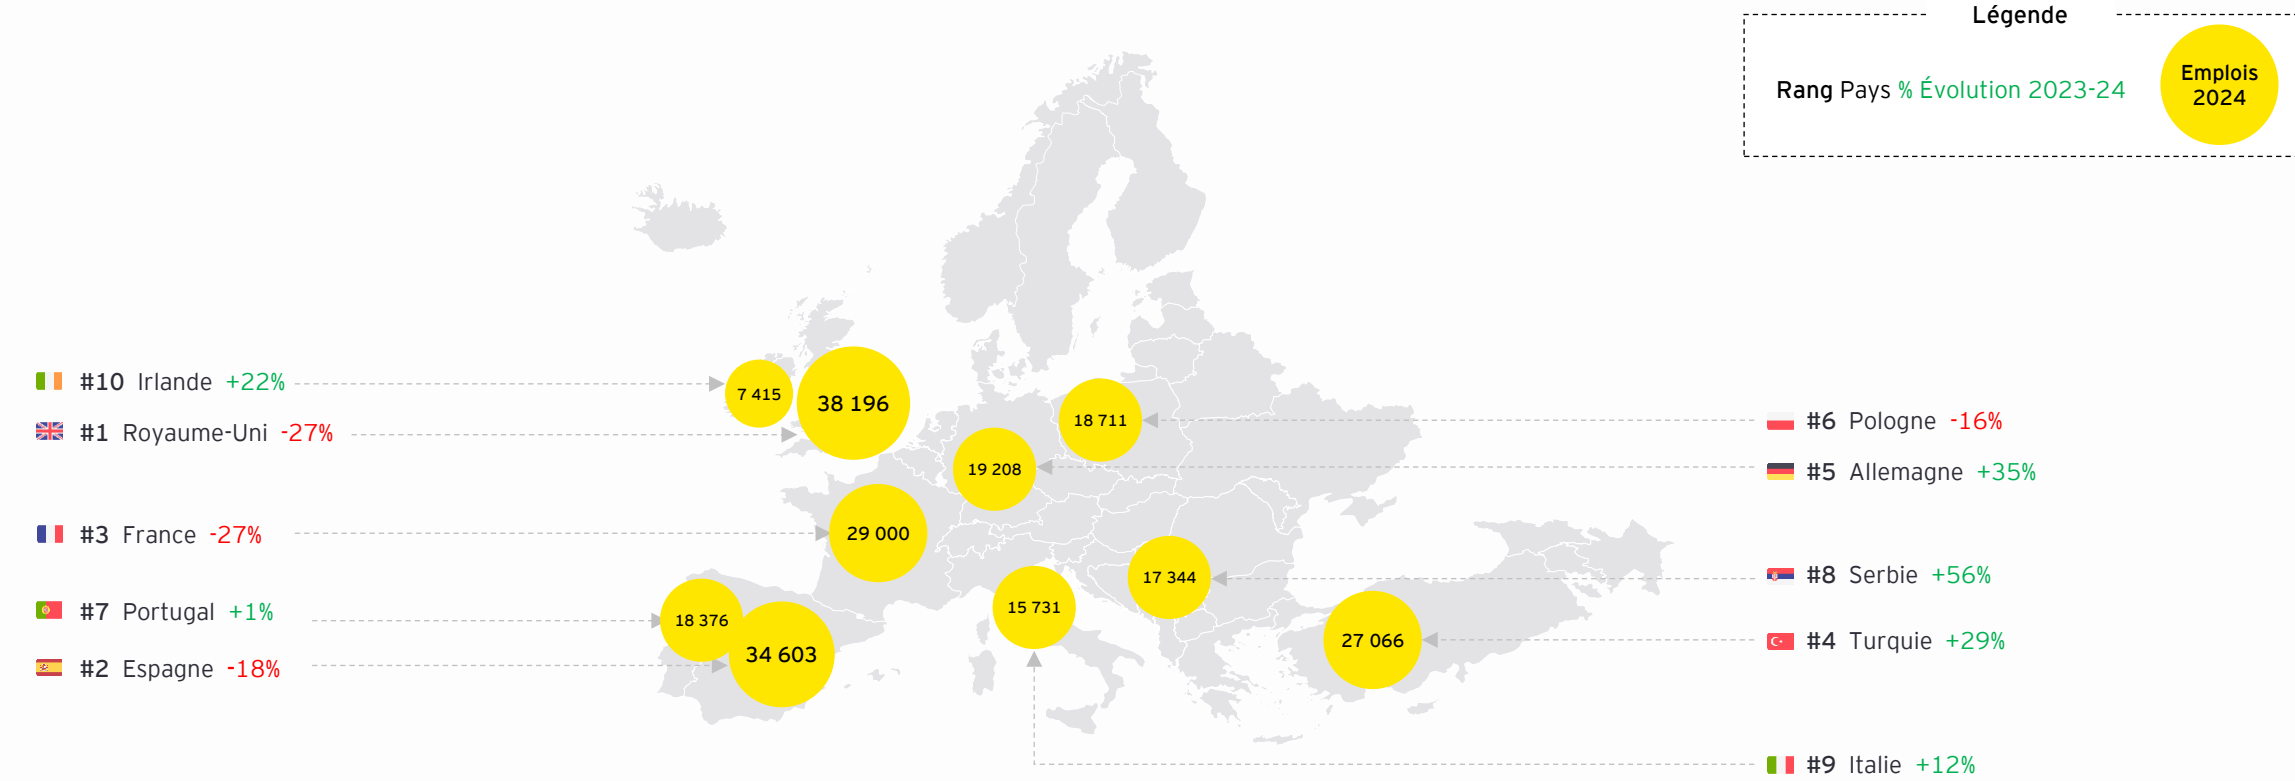 Légende
Rang Pays % Évolution 2023-24
Emplois
2024
#10 Irlande +22%
#1 Royaume-Uni -27%
#3 France -27%
#7 Portugal +1%
#2 Espagne -18%
7 415
38 196
18 711
19 208
29 000
17 344
15 731
18 376
34 603
27 066
#6 Pologne -16%
#5 Allemagne +35%
#8 Serbie +56%
#4 Turquie +29%
#9 Italie +12%